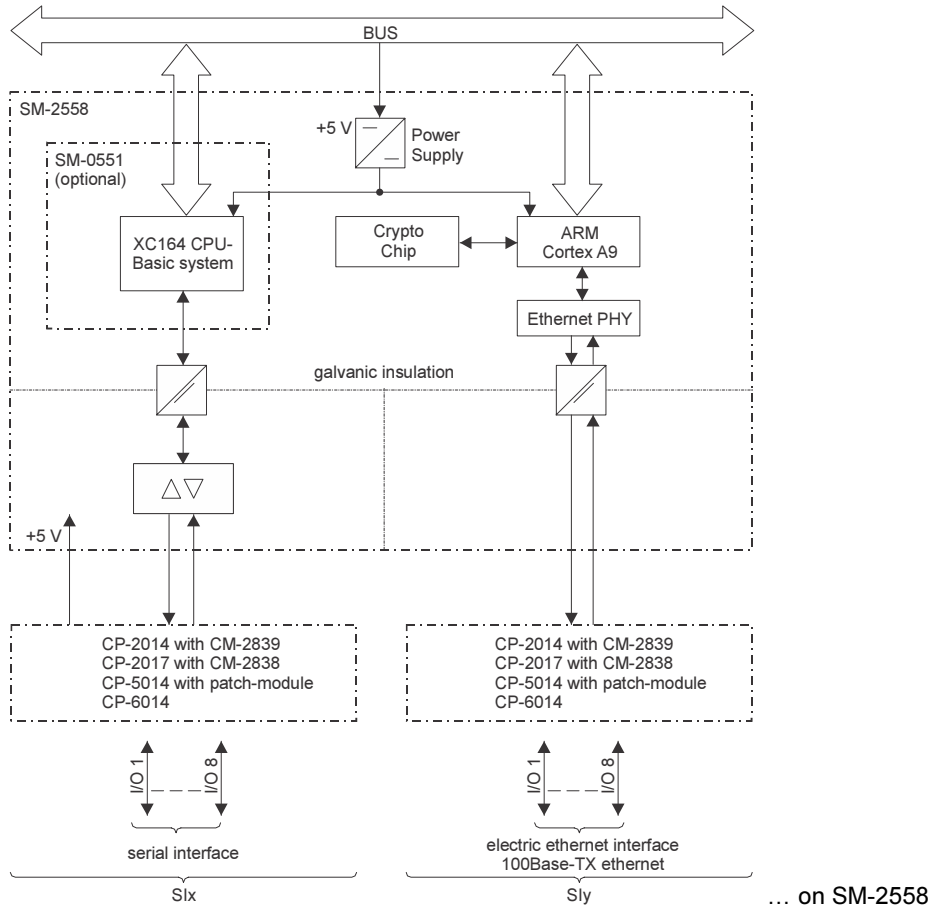 BUS
SM-2558
+5 V
Power
Supply
SM-0551
(optional)
XC164 CPU-
Basic system
Crypto
Chip
ARM
Cortex A9
Ethernet PHY
galvanic insulation
+5 V
CP-2014 with CM-2839
CP-2017 with CM-2838
CP-5014 with patch-module
CP-6014
CP-2014 with CM-2839
CP-2017 with CM-2838
CP-5014 with patch-module
CP-6014
I/O 1
I/O 8
I/O 1
I/O 8
serial interface
electric ethernet interface
100Base-TX ethernet
SIx
SIy
... on SM-2558